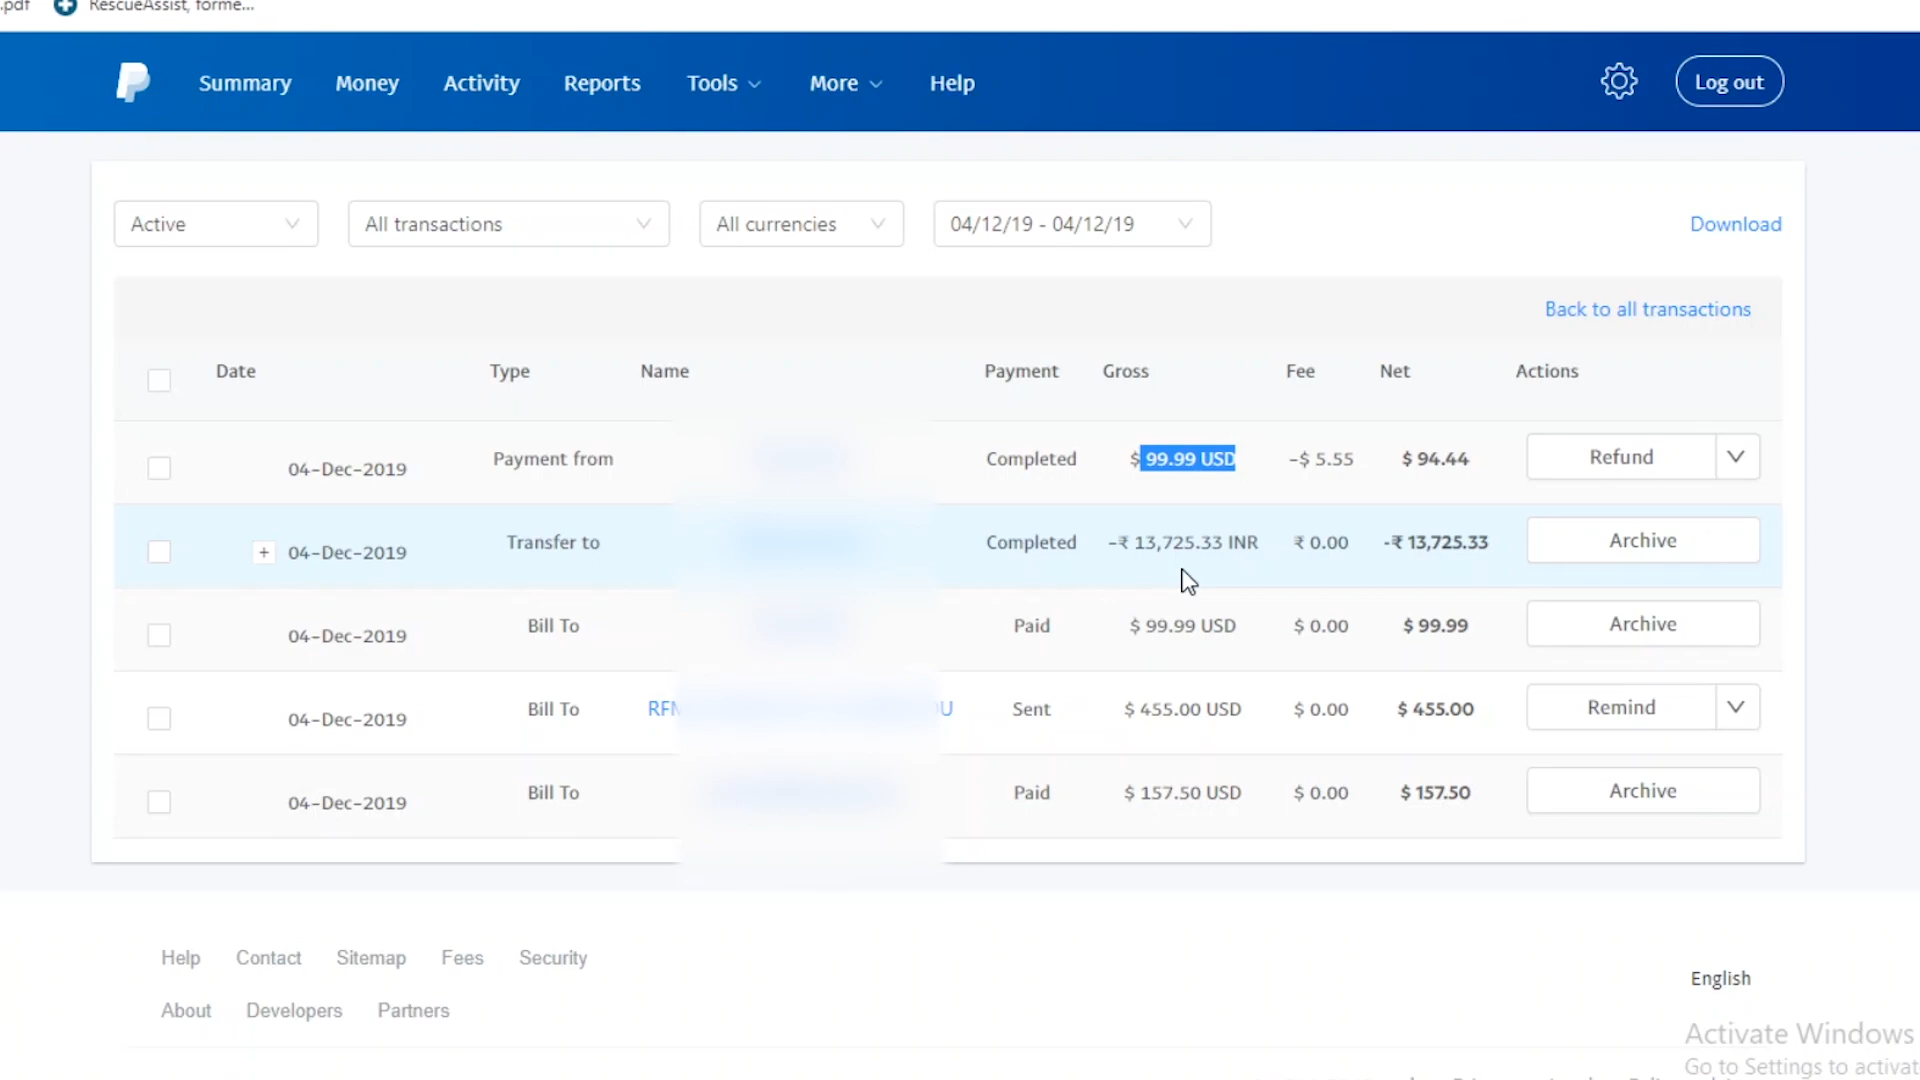 .pdf RescueAssist, forme...
Summary Money Activity Reports Tools More Help Log out
Active All transactions All currencies 04/12/19 - 04/12/19 Download
Back to all transactions
Date Type Name Payment Gross Fee Net Actions
04-Dec-2019 Payment from Completed $ 99.99 USD -$ 5.55 $ 94.44 Refund
+ 04-Dec-2019 Transfer to Completed -₹ 13,725.33 INR ₹ 0.00 -₹ 13,725.33 Archive
04-Dec-2019 Bill To Paid $ 99.99 USD $ 0.00 $ 99.99 Archive
04-Dec-2019 Bill To Sent $ 455.00 USD $ 0.00 $ 455.00 Remind
04-Dec-2019 Bill To Paid $ 157.50 USD $ 0.00 $ 157.50 Archive
Help Contact Sitemap Fees Security
English
About Developers Partners
Activate Windows
Go to Settings to activat